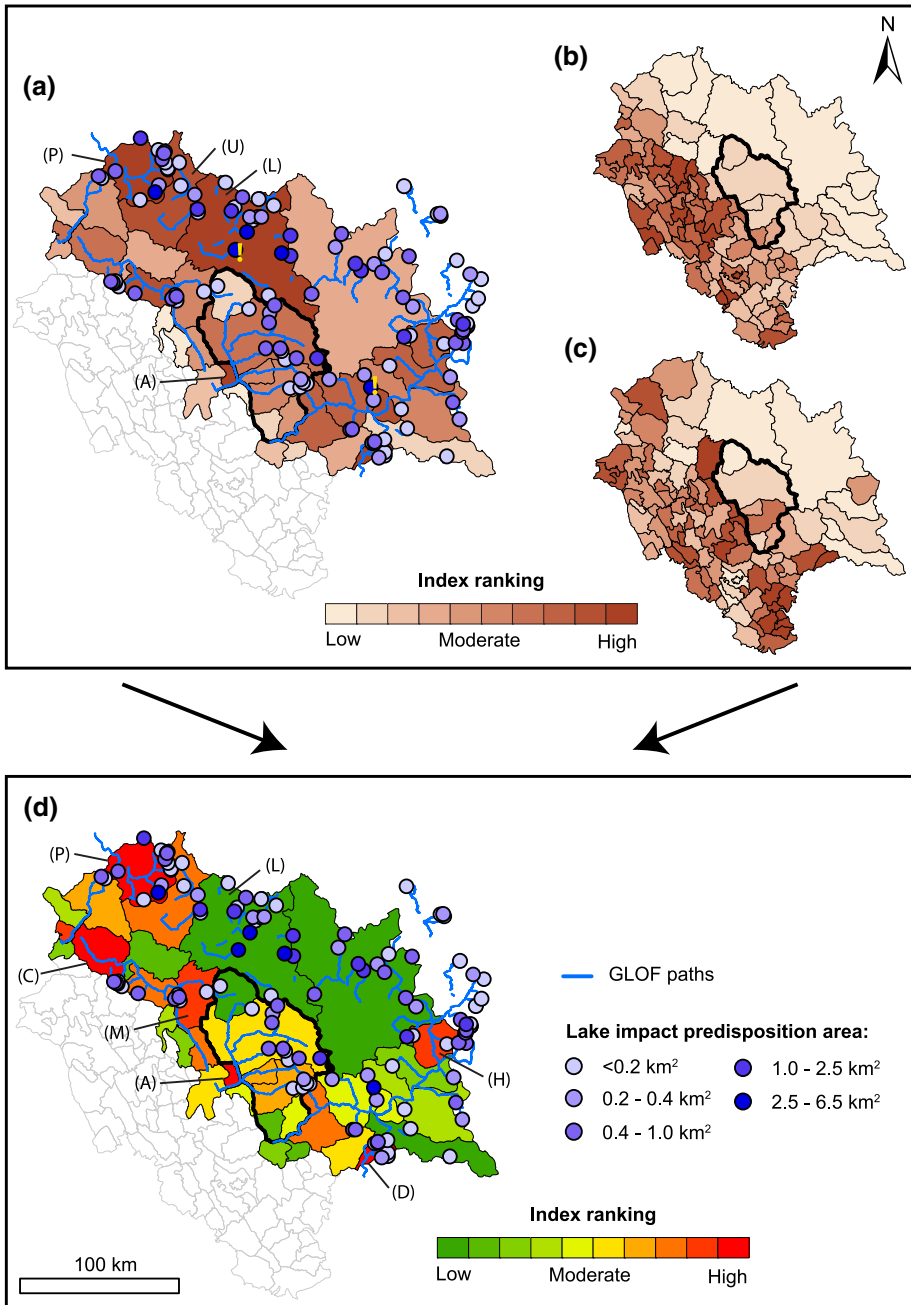 N
(a)
(b)
(P)
(U)
(L)
!
(c)
(A)
!
Index ranking
Low Moderate High
(d)
(P)
(L)
(C)
GLOF paths
(M)
Lake impact predisposition area:
(A)
(H)
<0.2 km²
1.0 - 2.5 km²
0.2 - 0.4 km²
2.5 - 6.5 km²
0.4 - 1.0 km²
(D)
Index ranking
100 km
Low Moderate High